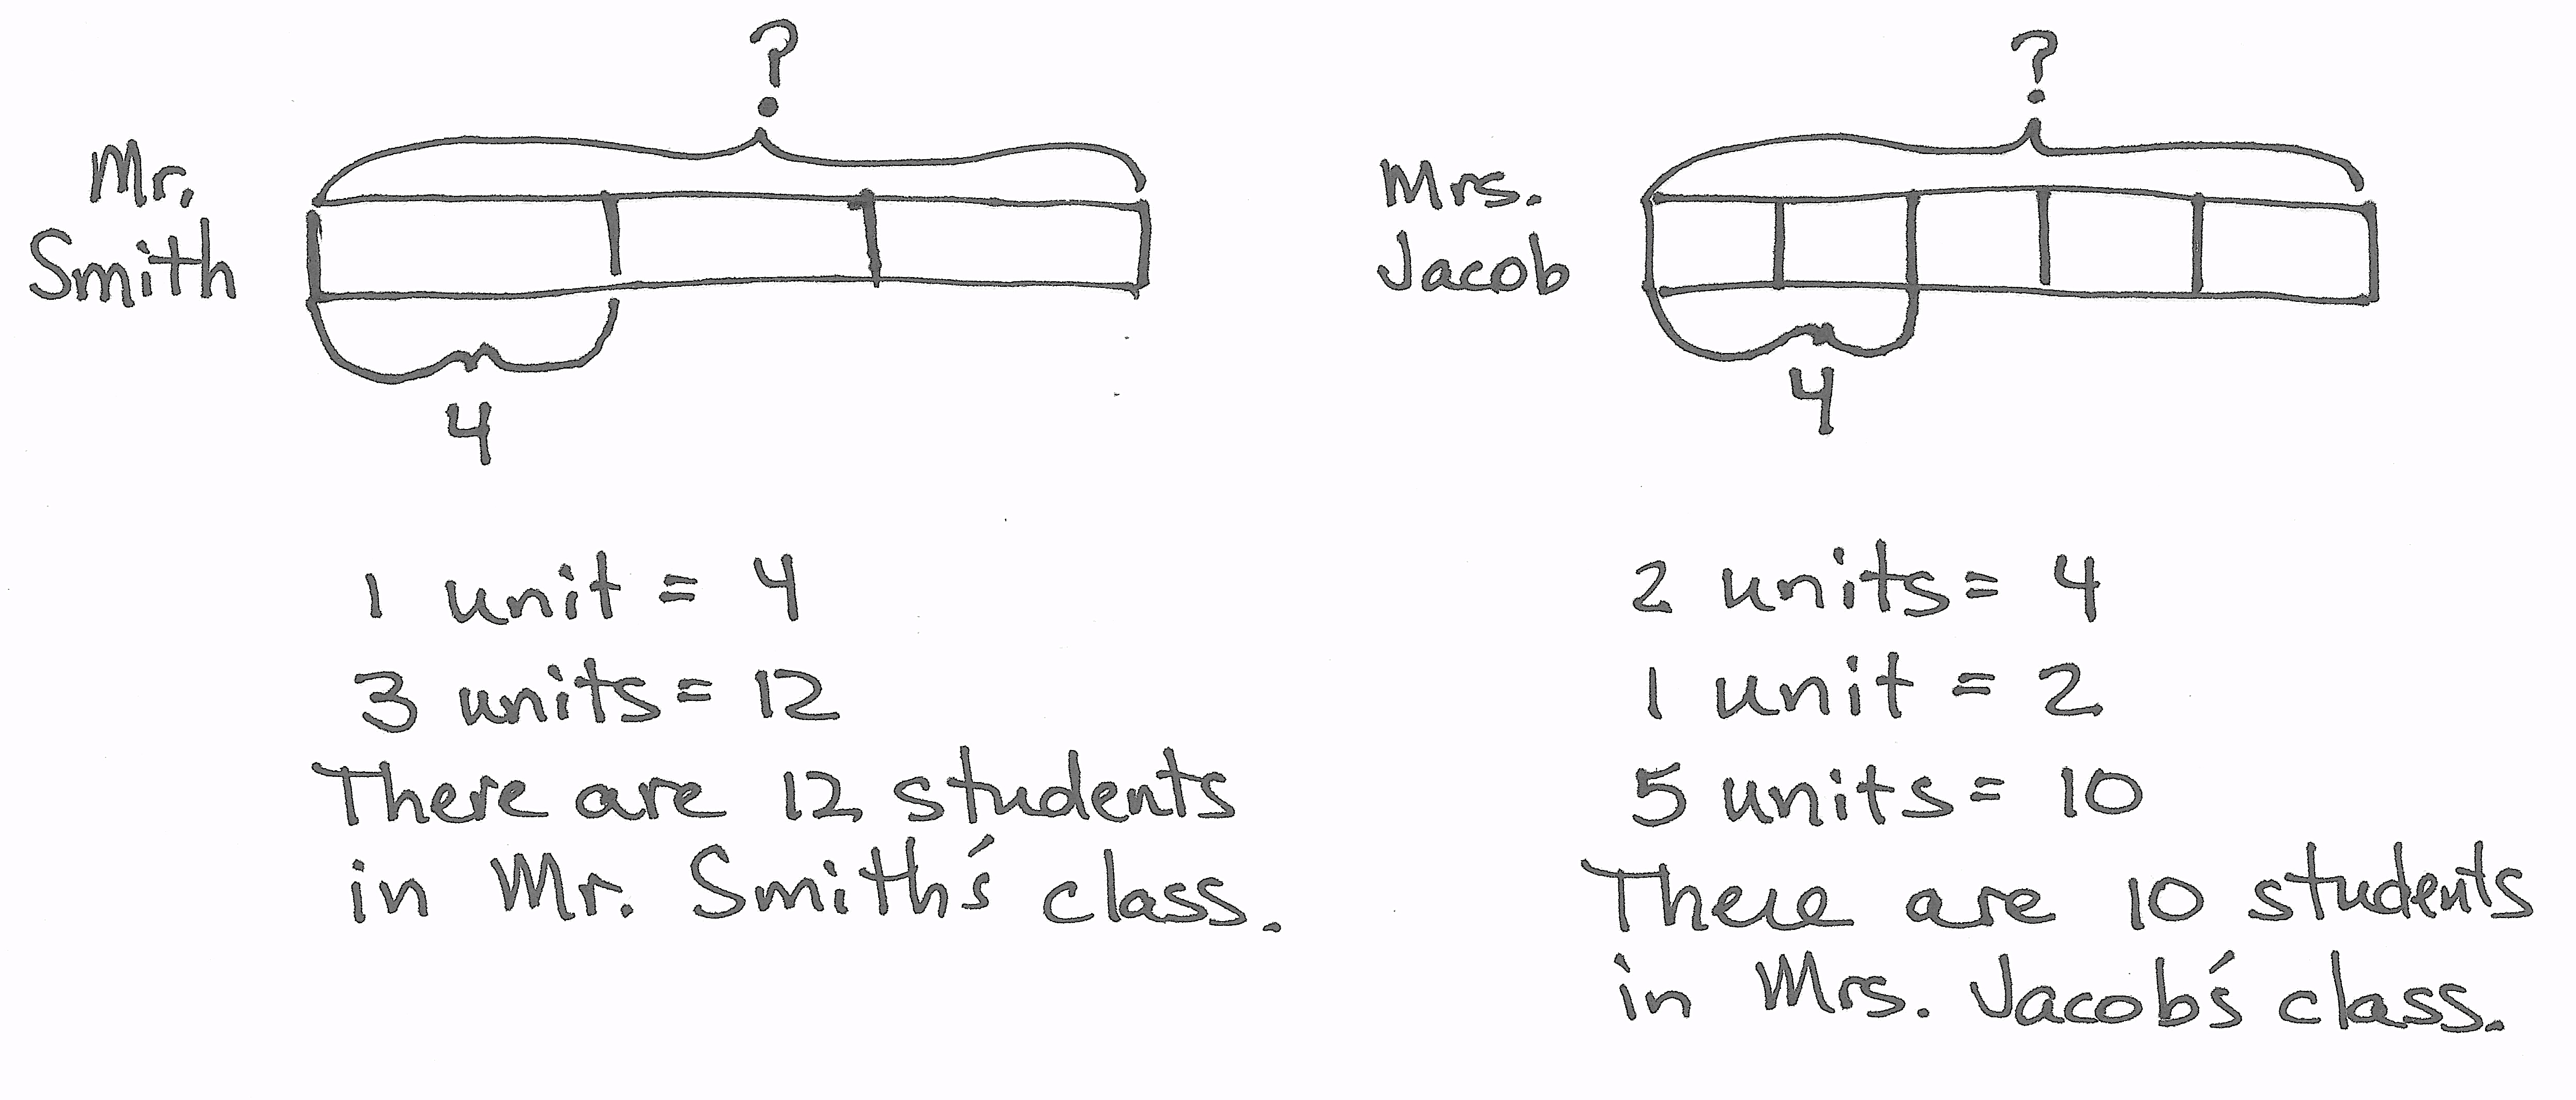 ?
Mr.
Smith
4
1 unit = 4
3 units = 12
There are 12 students
in Mr. Smith's class.
?
Mrs.
Jacob
4
2 units = 4
1 unit = 2
5 units = 10
There are 10 students
in Mrs. Jacob's class.